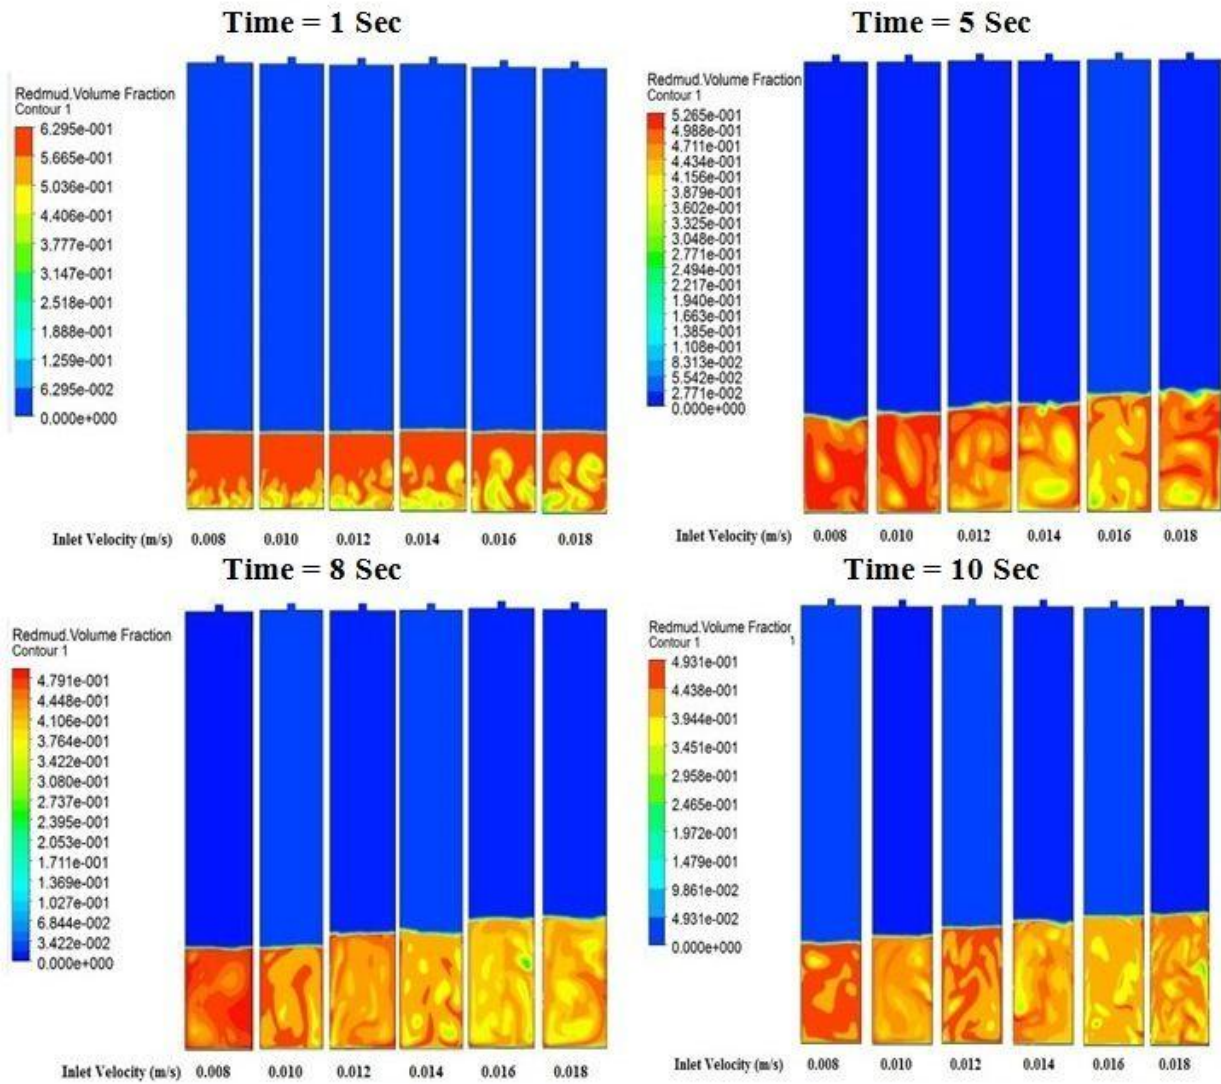 Time = 1 Sec
Redmud.Volume Fraction
Contour 1
6.295e-001
5.665e-001
5.036e-001
4.406e-001
3.777e-001
3.147e-001
2.518e-001
1.888e-001
1.259e-001
6.295e-002
0.000e+000
Inlet Velocity (m/s) 0.008 0.010 0.012 0.014 0.016 0.018
Time = 5 Sec
Redmud.Volume Fraction
Contour 1
5.265e-001
4.988e-001
4.711e-001
4.434e-001
4.156e-001
3.879e-001
3.602e-001
3.325e-001
3.048e-001
2.771e-001
2.494e-001
2.217e-001
1.940e-001
1.663e-001
1.385e-001
1.108e-001
8.313e-002
5.542e-002
2.771e-002
0.000e+000
Inlet Velocity (m/s) 0.008 0.010 0.012 0.014 0.016 0.018
Time = 8 Sec
Redmud.Volume Fraction
Contour 1
4.791e-001
4.448e-001
4.106e-001
3.764e-001
3.422e-001
3.080e-001
2.737e-001
2.395e-001
2.053e-001
1.711e-001
1.369e-001
1.027e-001
6.844e-002
3.422e-002
0.000e+000
Inlet Velocity (m/s) 0.008 0.010 0.012 0.014 0.016 0.018
Time = 10 Sec
Redmud.Volume Fraction
Contour 1
4.931e-001
4.438e-001
3.944e-001
3.451e-001
2.958e-001
2.465e-001
1.972e-001
1.479e-001
9.861e-002
4.931e-002
0.000e+000
Inlet Velocity (m/s) 0.008 0.010 0.012 0.014 0.016 0.018